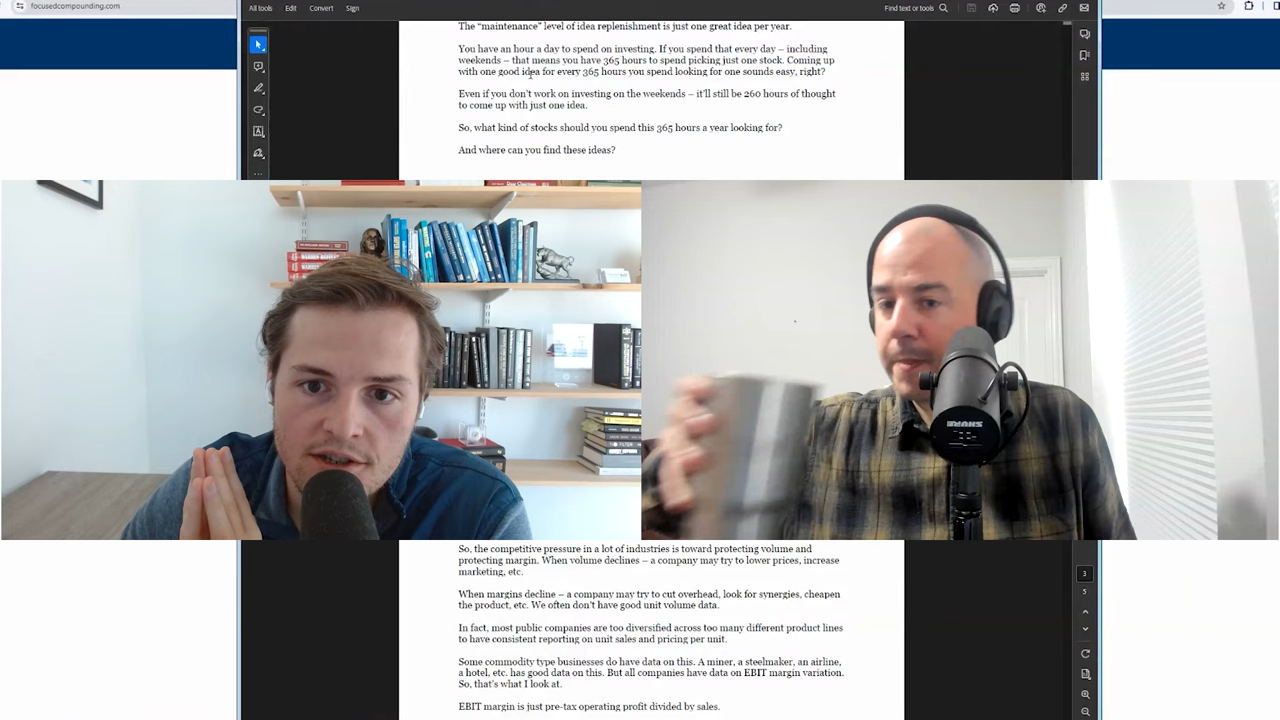 focusedcompounding.com
All tools Edit Convert Sign Find text or tools
The “maintenance” level of idea replenishment is just one great idea per year.
You have an hour a day to spend on investing. If you spend that every day – including
weekends – that means you have 365 hours to spend picking just one stock. Coming up
with one good idea for every 365 hours you spend looking for one sounds easy, right?
Even if you don’t work on investing on the weekends – it’ll still be 260 hours of thought
to come up with just one idea.
So, what kind of stocks should you spend this 365 hours a year looking for?
And where can you find these ideas?
SHURE
So, the competitive pressure in a lot of industries is toward protecting volume and
protecting margin. When volume declines – a company may try to lower prices, increase
marketing, etc.
3
When margins decline – a company may try to cut overhead, look for synergies, cheapen
5
the product, etc. We often don’t have good unit volume data.
In fact, most public companies are too diversified across too many different product lines
to have consistent reporting on unit sales and pricing per unit.
Some commodity type businesses do have data on this. A miner, a steelmaker, an airline,
a hotel, etc. has good data on this. But all companies have data on EBIT margin variation.
So, that’s what I look at.
EBIT margin is just pre-tax operating profit divided by sales.